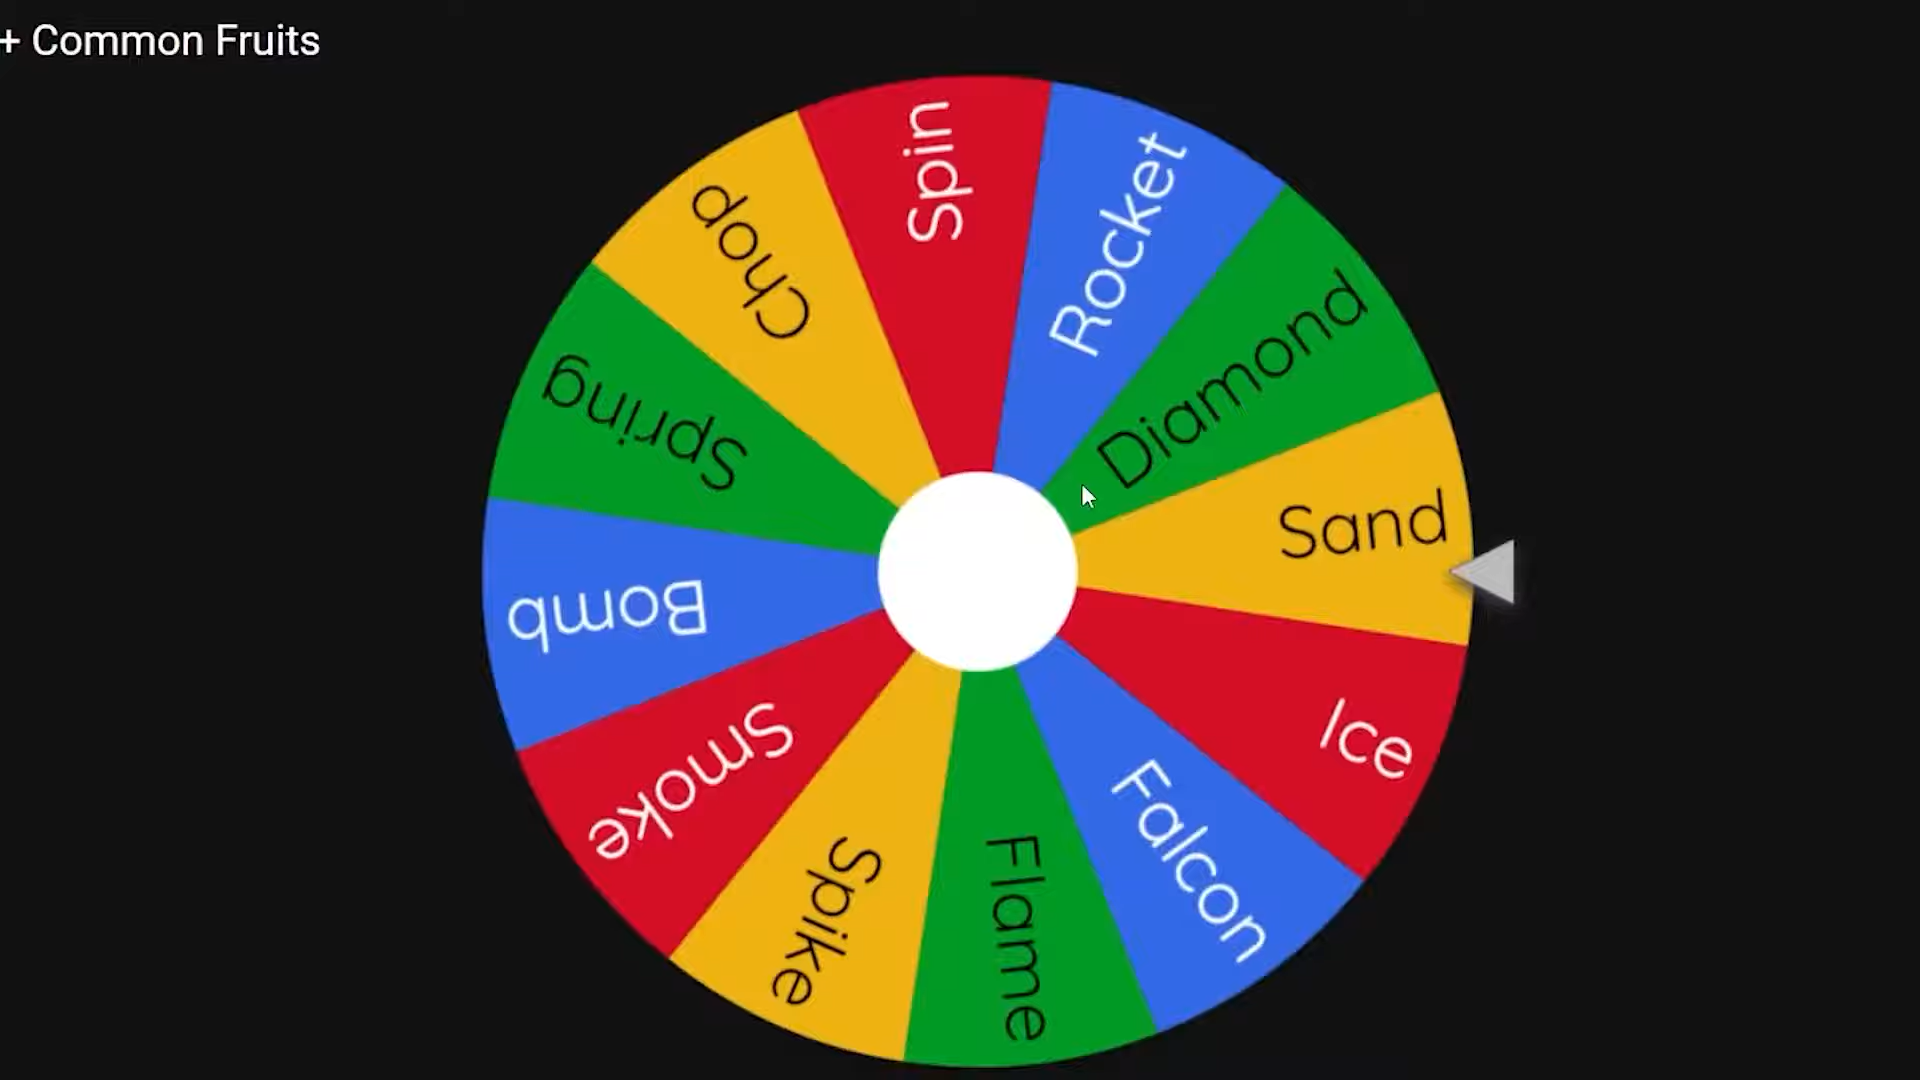 + Common Fruits
Spin
Rocket
Diamond
Sand
Ice
Falcon
Flame
Spike
Smoke
Bomb
Spring
Chop